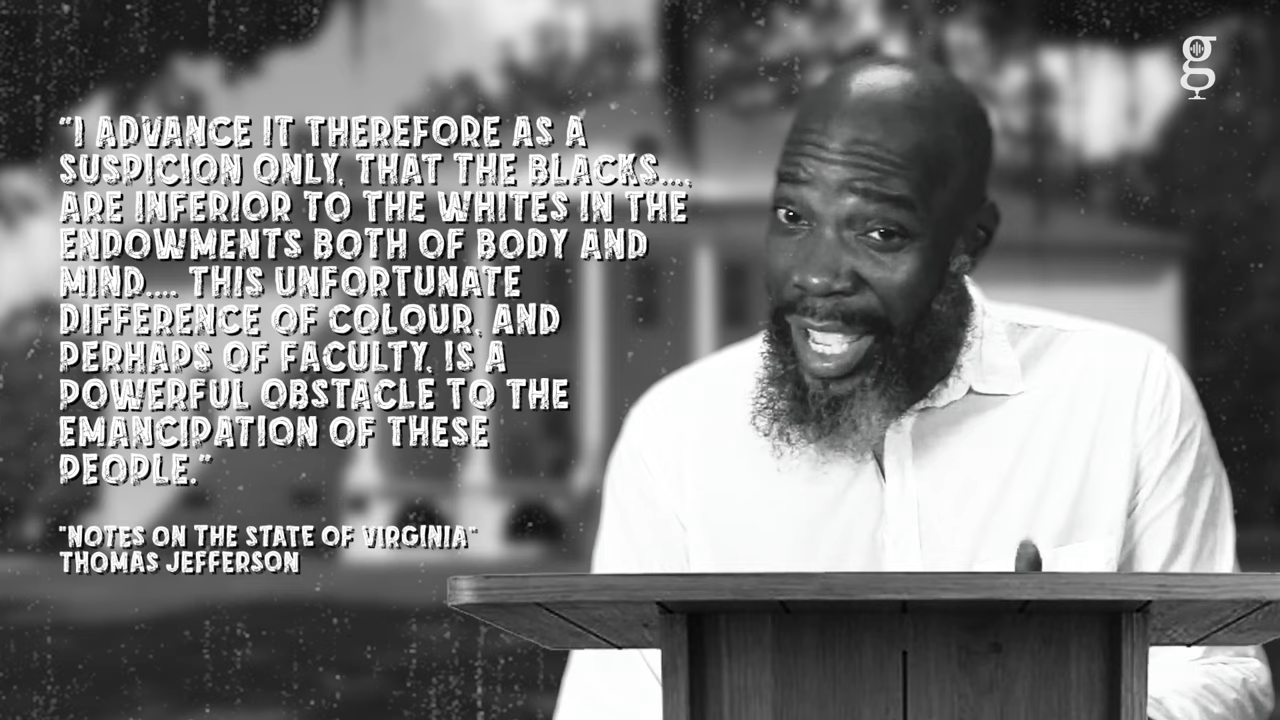 "I ADVANCE IT THEREFORE AS A
SUSPICION ONLY, THAT THE BLACKS....
ARE INFERIOR TO THE WHITES IN THE
ENDOWMENTS BOTH OF BODY AND
MIND.... THIS UNFORTUNATE
DIFFERENCE OF COLOUR, AND
PERHAPS OF FACULTY, IS A
POWERFUL OBSTACLE TO THE
EMANCIPATION OF THESE
PEOPLE."
"NOTES ON THE STATE OF VIRGINIA"
THOMAS JEFFERSON
g